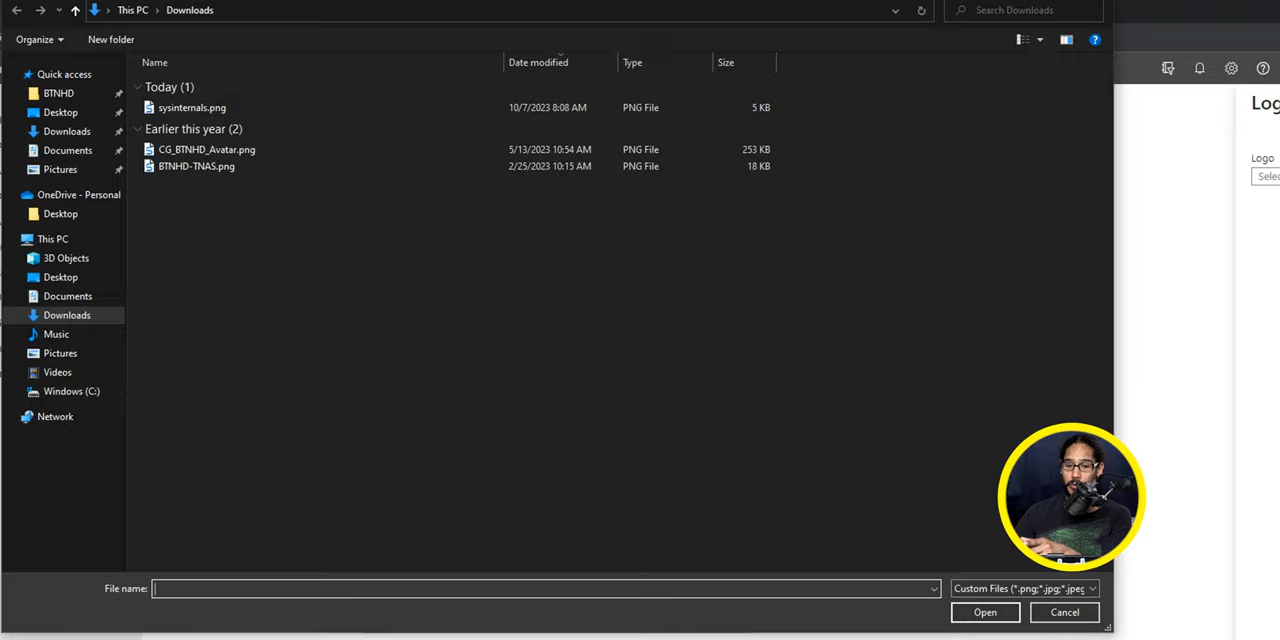 This PC
Downloads
Search Downloads
Organize
New folder
Name
Date modified
Type
Size
Quick access
BTNHD
Desktop
Downloads
Documents
Pictures
OneDrive - Personal
Desktop
This PC
3D Objects
Desktop
Documents
Downloads
Music
Pictures
Videos
Windows (C:)
Network
Today (1)
sysinternals.png 10/7/2023 8:08 AM PNG File 5 KB
Earlier this year (2)
CG_BTNHD_Avatar.png 5/13/2023 10:54 AM PNG File 253 KB
BTNHD-TNAS.png 2/25/2023 10:15 AM PNG File 18 KB
Log
Logo
Selec
File name:
Custom Files (*.png;*.jpg;*.jpeg
Open
Cancel